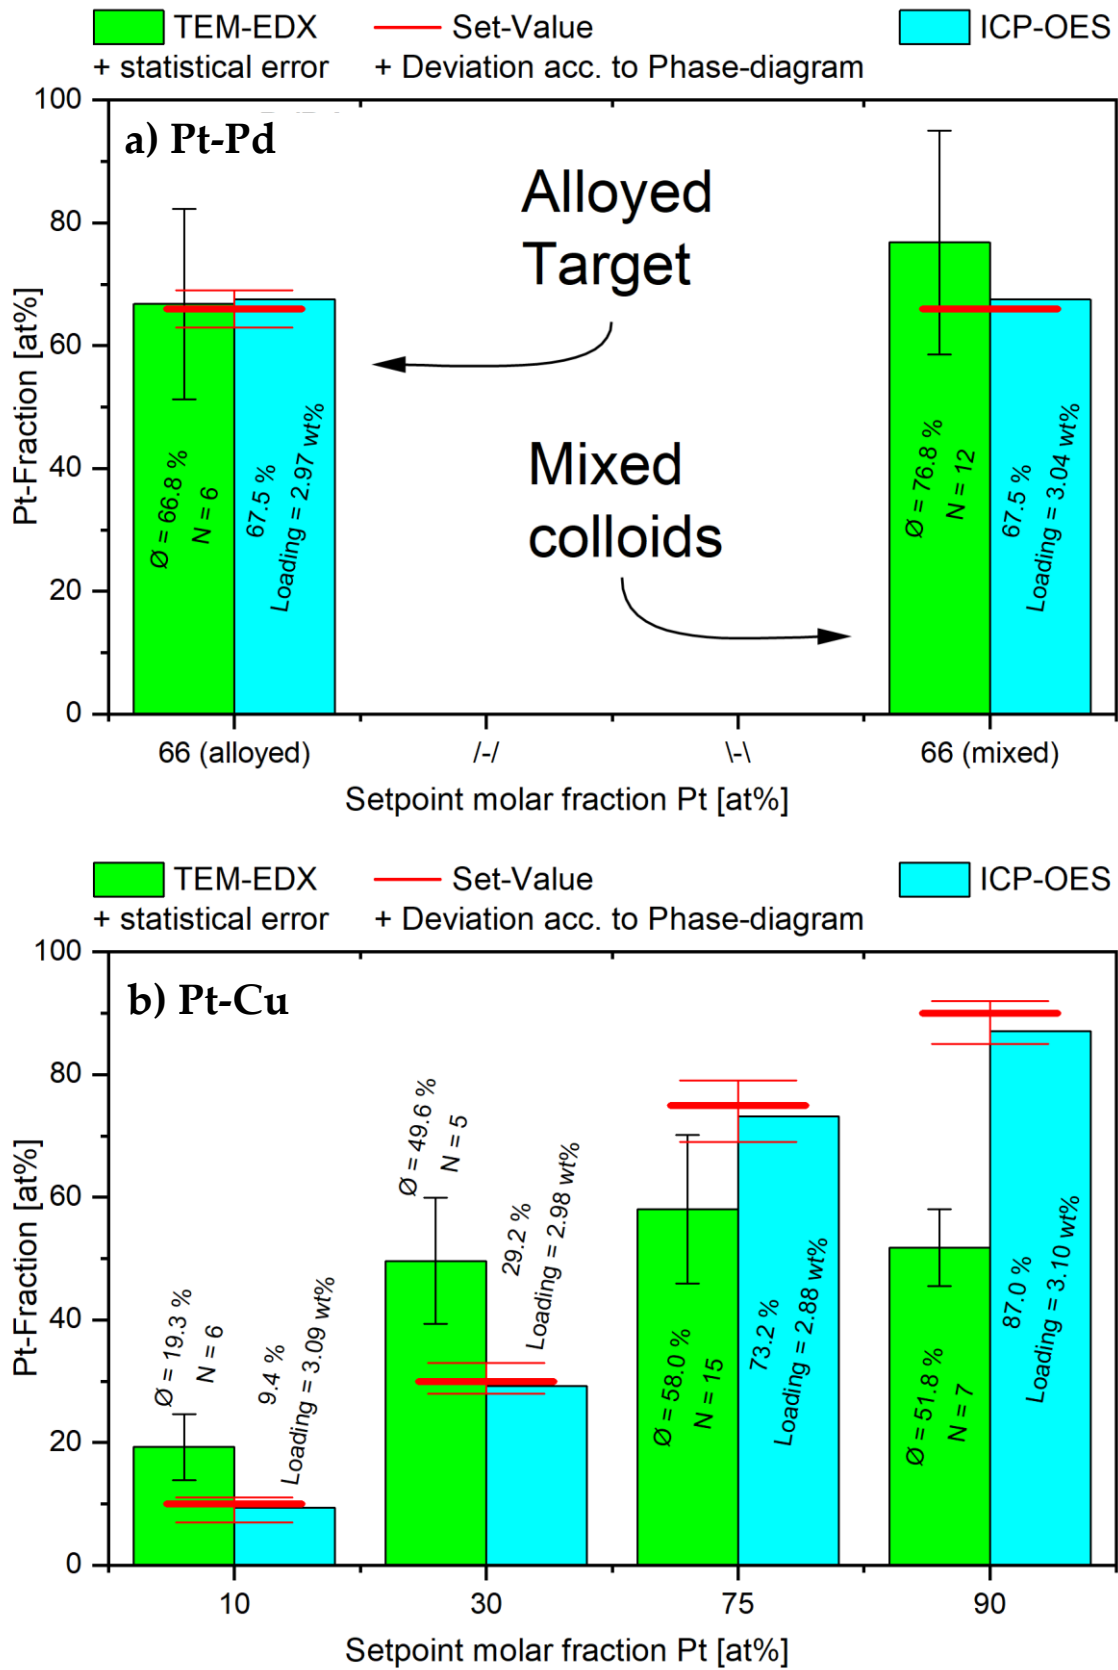 TEM-EDX
+ statistical error
Set-Value
+ Deviation acc. to Phase-diagram
ICP-OES
a) Pt-Pd
Pt-Fraction [at%]
100
80
60
40
20
0
Alloyed
Target
Mixed
colloids
Ø = 66.8 %
N = 6
67.5 %
Loading = 2.97 wt%
Ø = 76.8 %
N = 12
67.5 %
Loading = 3.04 wt%
66 (alloyed)
/-/
\-\
66 (mixed)
Setpoint molar fraction Pt [at%]
TEM-EDX
+ statistical error
Set-Value
+ Deviation acc. to Phase-diagram
ICP-OES
b) Pt-Cu
Pt-Fraction [at%]
100
80
60
40
20
0
Ø = 19.3 %
N = 6
9.4 %
Loading = 3.09 wt%
Ø = 49.6 %
N = 5
29.2 %
Loading = 2.98 wt%
Ø = 58.0 %
N = 15
73.2 %
Loading = 2.88 wt%
Ø = 51.8 %
N = 7
87.0 %
Loading = 3.10 wt%
10
30
75
90
Setpoint molar fraction Pt [at%]